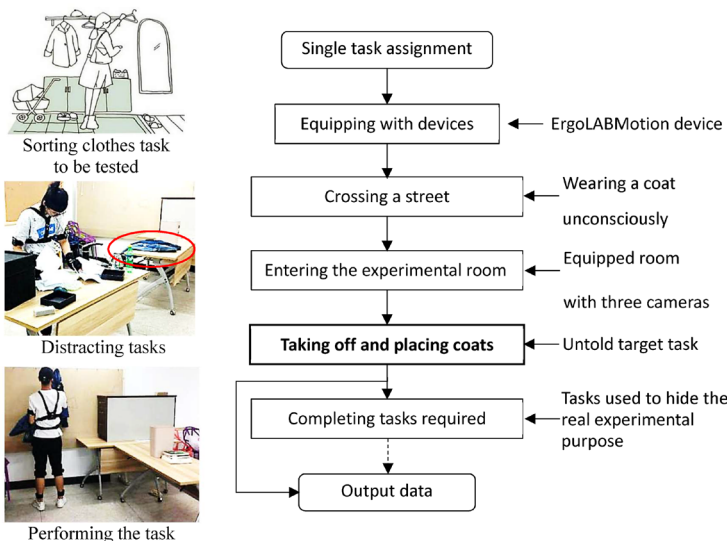 Sorting clothes task
to be tested
Distracting tasks
Performing the task
Single task assignment
Equipping with devices
ErgoLABMotion device
Crossing a street
Wearing a coat
unconsciously
Entering the experimental room
Equipped room
with three cameras
Taking off and placing coats
Untold target task
Completing tasks required
Tasks used to hide the
real experimental
purpose
Output data